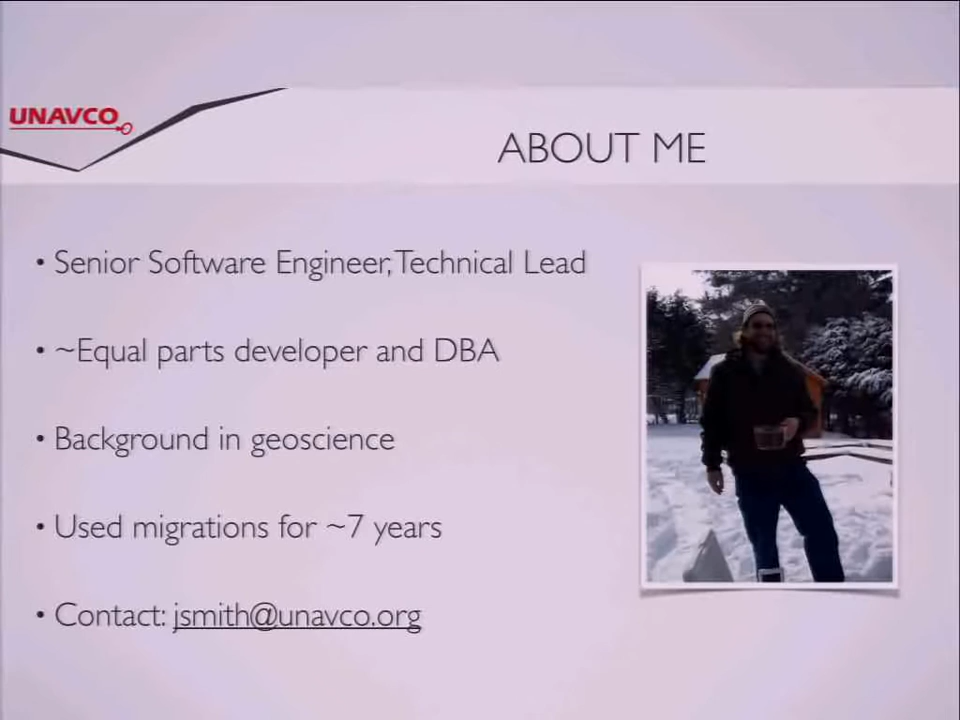 UNAVCO
ABOUT ME
• Senior Software Engineer, Technical Lead
• ~Equal parts developer and DBA
• Background in geoscience
• Used migrations for ~7 years
• Contact: jsmith@unavco.org